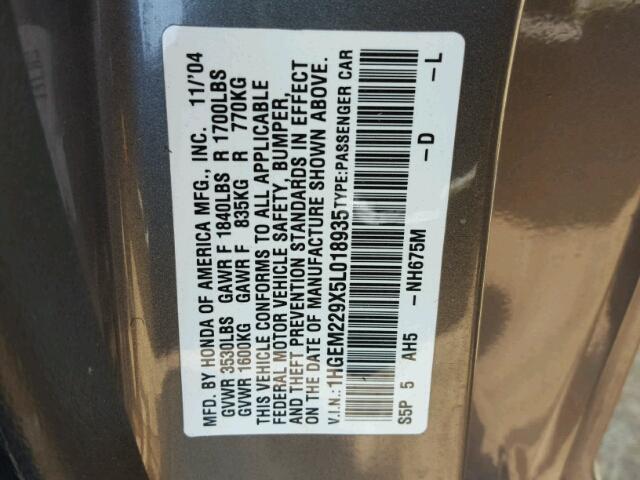 MFD. BY HONDA OF AMERICA MFG., INC. 11/'04
GVWR 3530LBS GAWR F 1840LBS R 1700LBS
GVWR 1600KG GAWR F 835KG R 770KG
THIS VEHICLE CONFORMS TO ALL APPLICABLE
FEDERAL MOTOR VEHICLE SAFETY, BUMPER,
AND THEFT PREVENTION STANDARDS IN EFFECT
ON THE DATE OF MANUFACTURE SHOWN ABOVE.
V.I.N.:1HGEM229X5L018935 TYPE:PASSENGER CAR
S5P 5 AH5 -NH675M -D -L